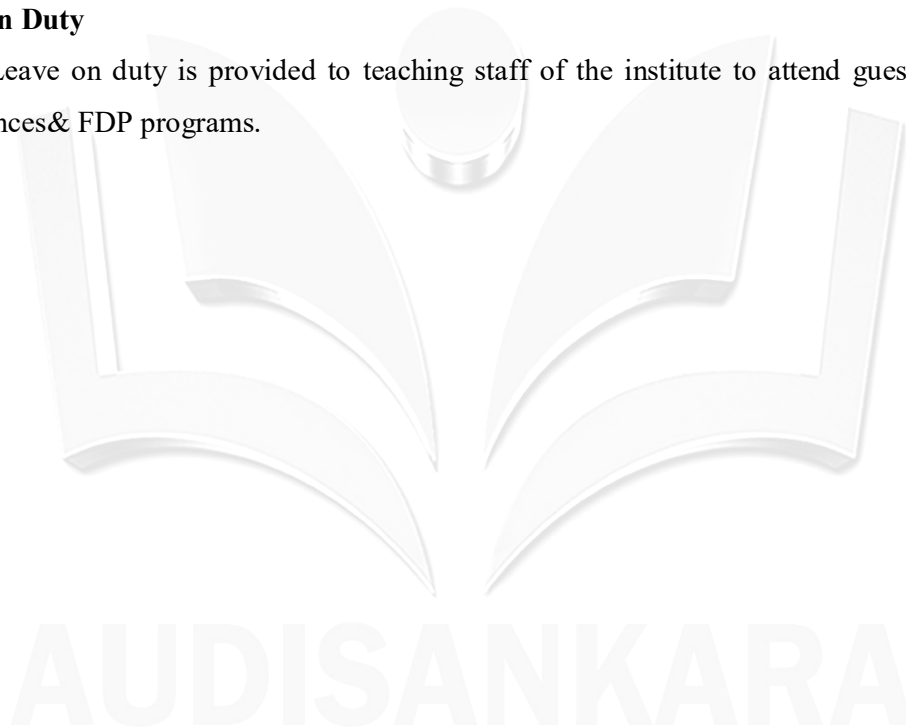 n Duty
Leave on duty is provided to teaching staff of the institute to attend gues
nces& FDP programs.
AUDISANKARA